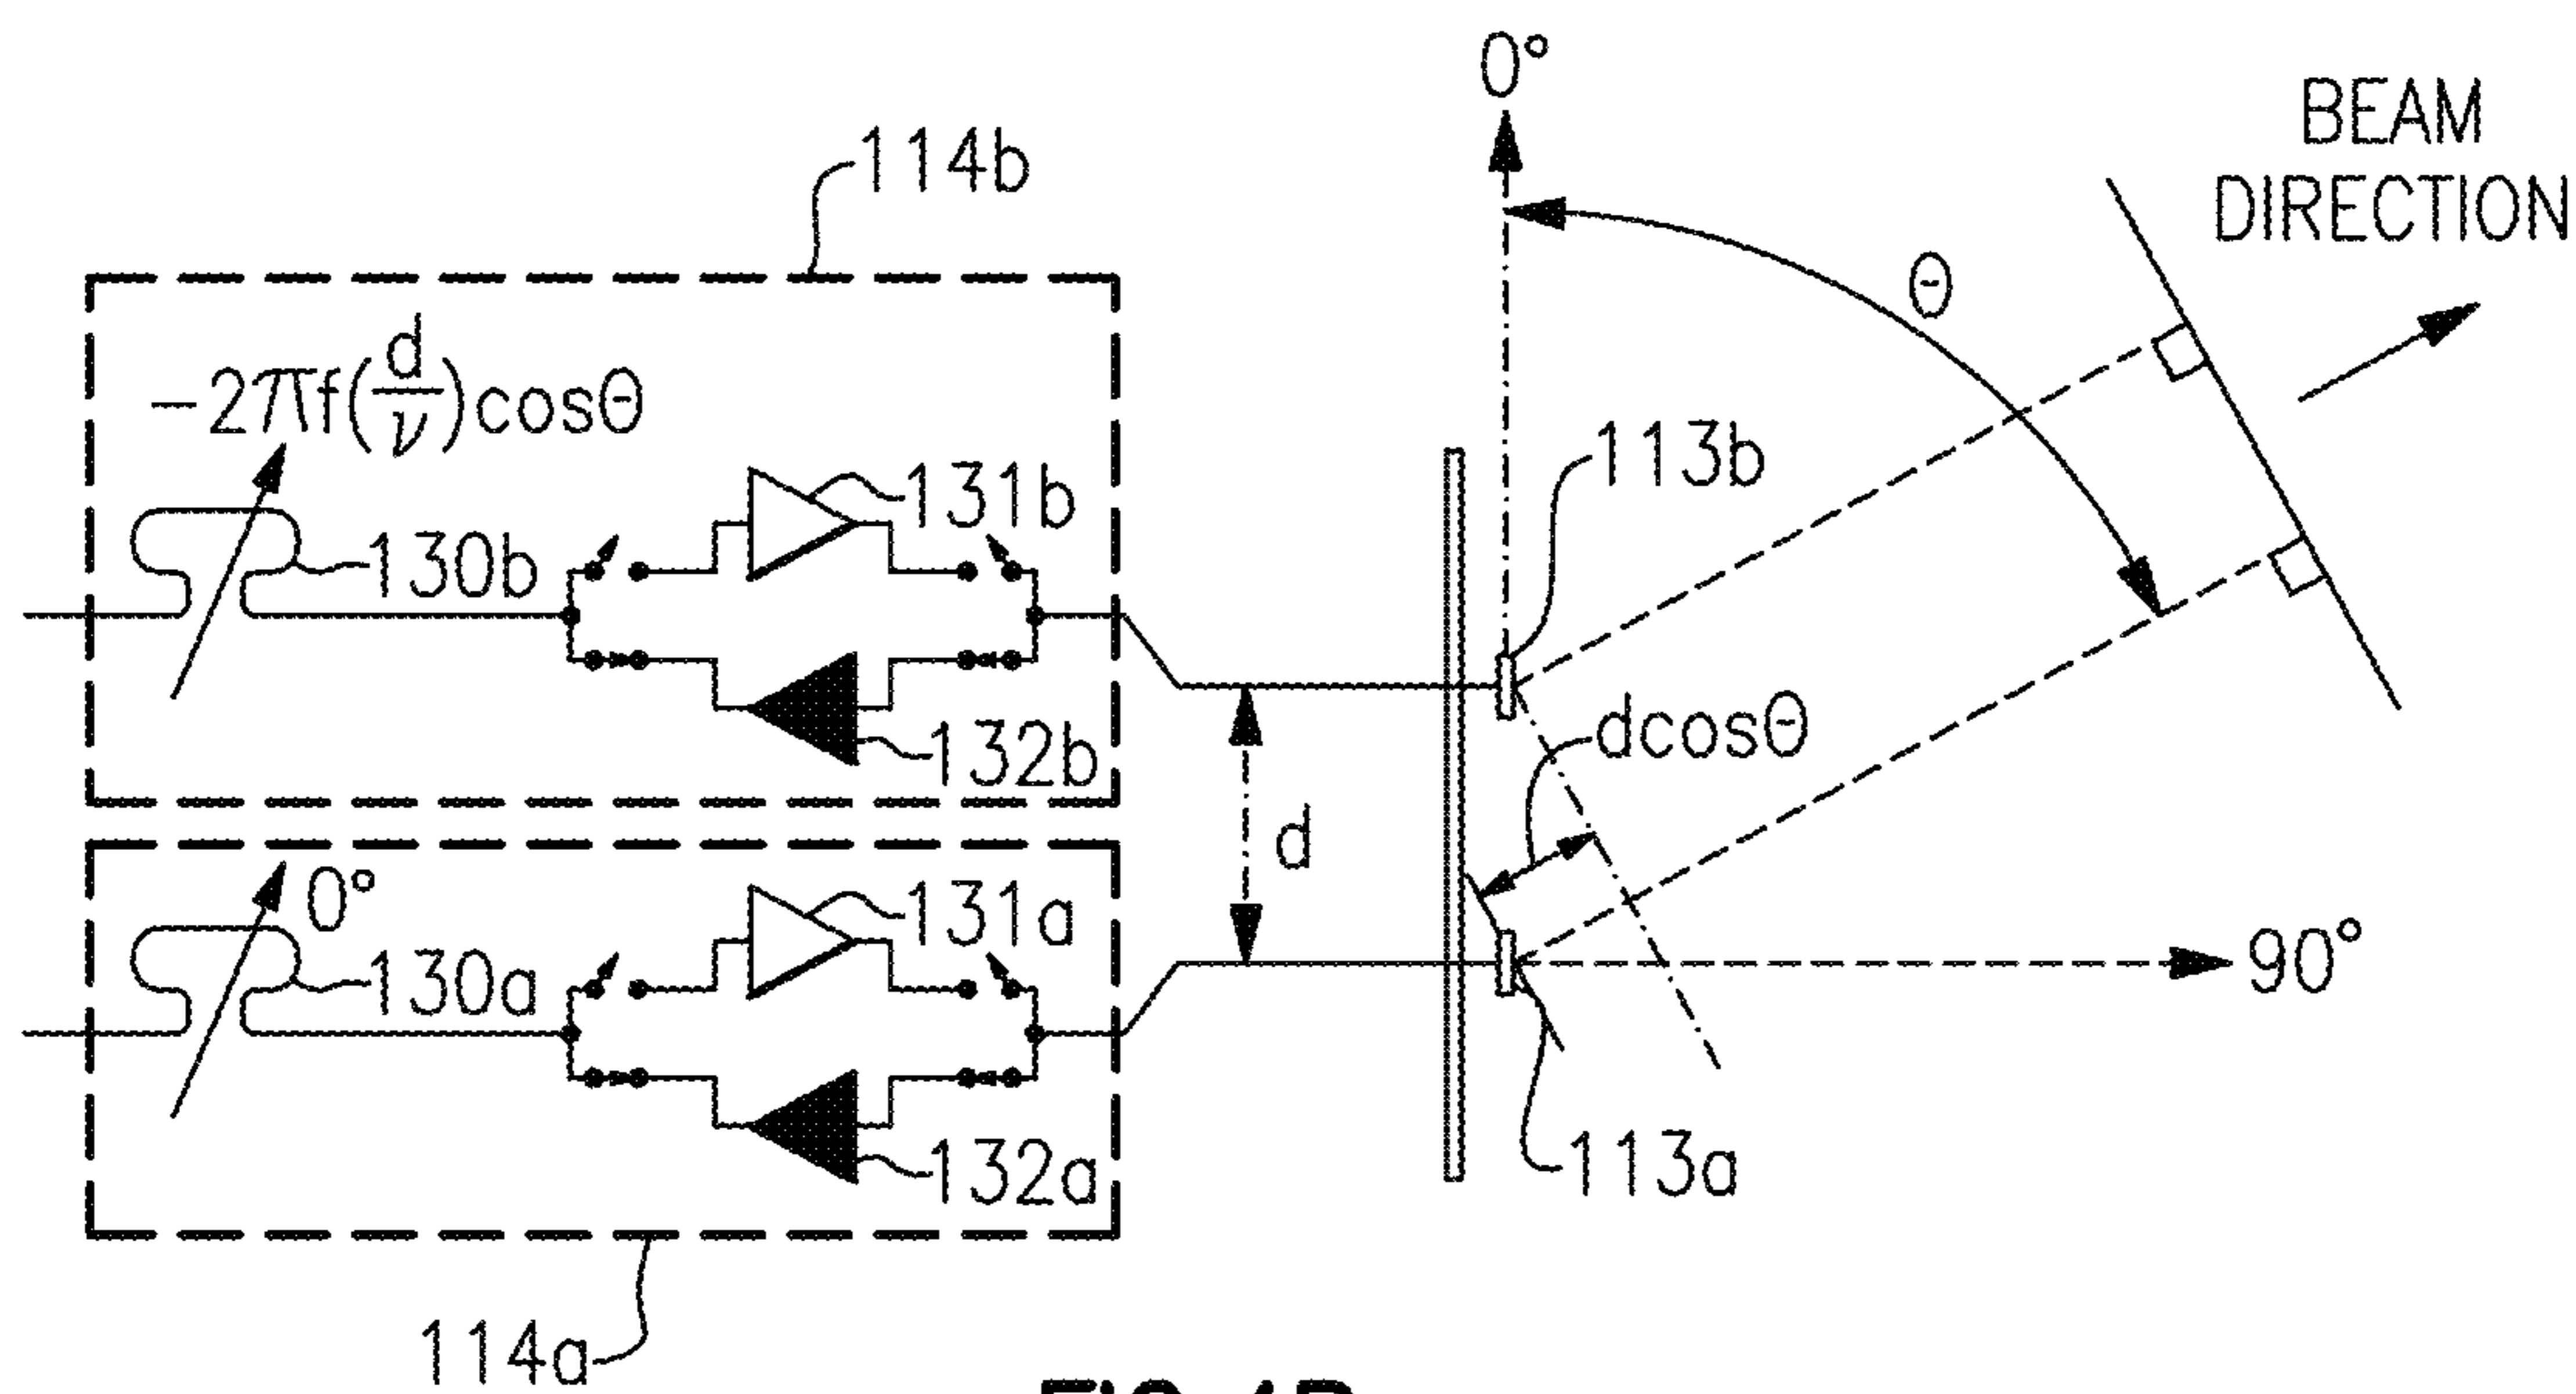 0°
BEAM
DIRECTION
114b
θ
−2πf(d/ν)cosθ
113b
131b
130b
dcosθ
132b
d
0°
131a
130a
90°
113a
132a
114a